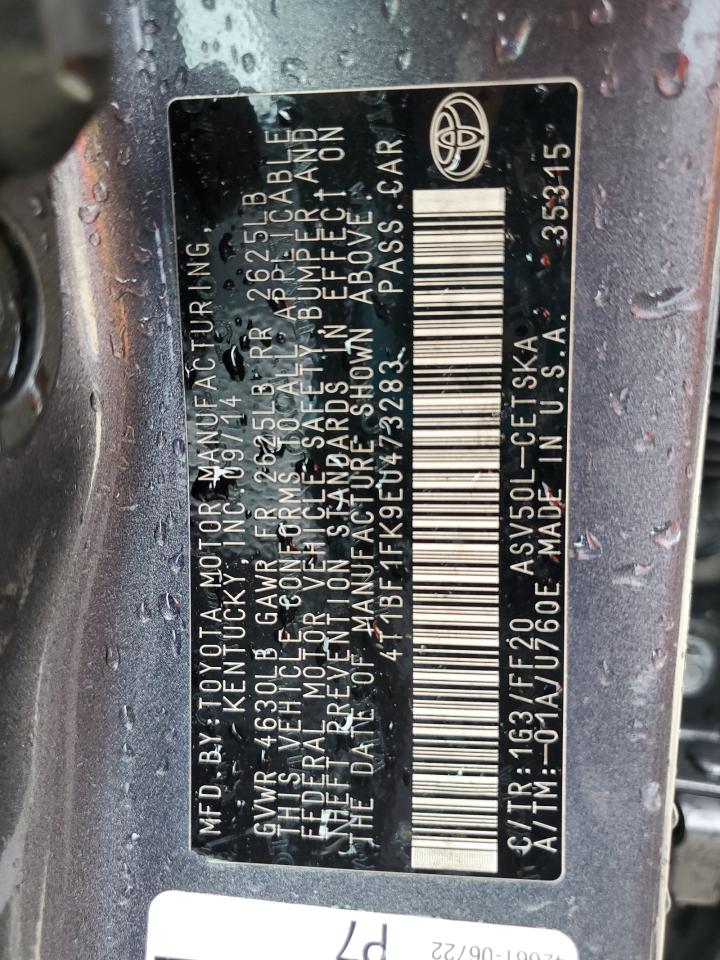 MFD.BY:TOYOTA MOTOR MANUFACTURING,
KENTUCKY,INC.09/14
GVWR 4630LB GAWR FR 2625LB RR 2625LB
THIS VEHICLE CONFORMS TO ALL APPLICABLE
FEDERAL MOTOR VEHICLE SAFETY, BUMPER,AND
THEFT PREVENTION STANDARDS IN EFFECT ON
THE DATE OF MANUFACTURE SHOWN ABOVE.
4T1BF1FK9EU473283 PASS.CAR
C/TR:1G3/FF20 ASV50L-CETSKA
A/TM:-01A/U760E MADE IN U.S.A. 35315
P7